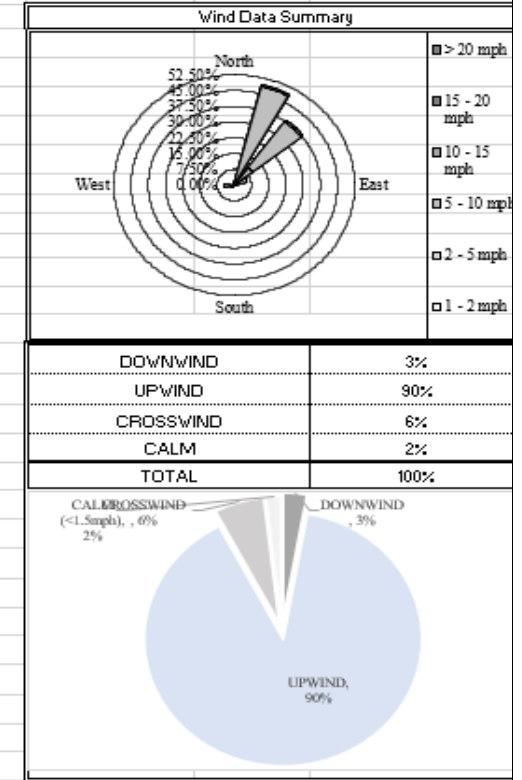 Wind Data Summary
North
52.50%
45.00%
37.50%
30.00%
22.50%
15.00%
7.50%
0.00%
West
East
South
> 20 mph
15 - 20
mph
10 - 15
mph
5 - 10 mph
2 - 5 mph
1 - 2 mph
DOWNWIND 3%
UPWIND 90%
CROSSWIND 6%
CALM 2%
TOTAL 100%
CALM
(<1.5mph),
2%
CROSSWIND
, 6%
DOWNWIND
, 3%
UPWIND,
90%